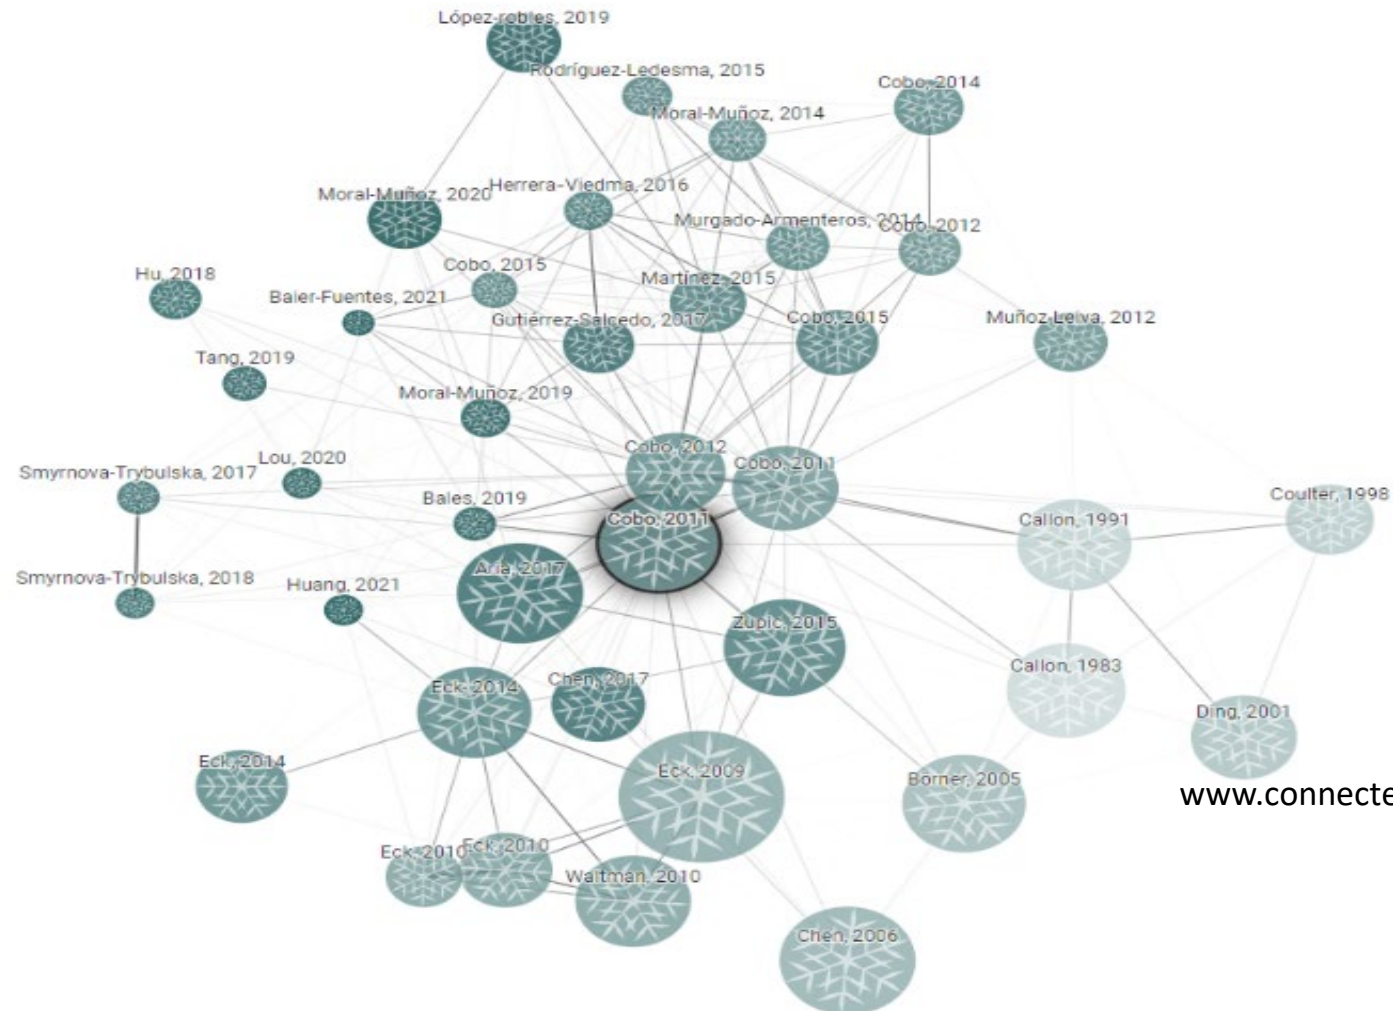 López-robles, 2019
Rodríguez-Ledesma, 2015
Cobo, 2014
Moral-Muñoz, 2014
Herrera-Viedma, 2016
Moral-Muñoz, 2020
Murgado-Armenteros, 2014
Cobo, 2012
Cobo, 2015
Hu, 2018
Martínez, 2015
Baier-Fuentes, 2021
Gutiérrez-Salcedo, 2017
Cobo, 2015
Muñoz-Leiva, 2012
Tang, 2019
Moral-Muñoz, 2019
Cobo, 2012
Cobo, 2011
Lou, 2020
Smyrnova-Trybulska, 2017
Bales, 2019
Coulter, 1998
Cobo, 2011
Callon, 1991
Aria, 2017
Smyrnova-Trybulska, 2018
Huang, 2021
Zupic, 2015
Callon, 1983
Eck, 2014
Chen, 2017
Ding, 2001
Eck, 2014
Eck, 2009
Börner, 2005
www.connecte
Eck, 2010
Eck, 2010
Waltman, 2010
Chen, 2006